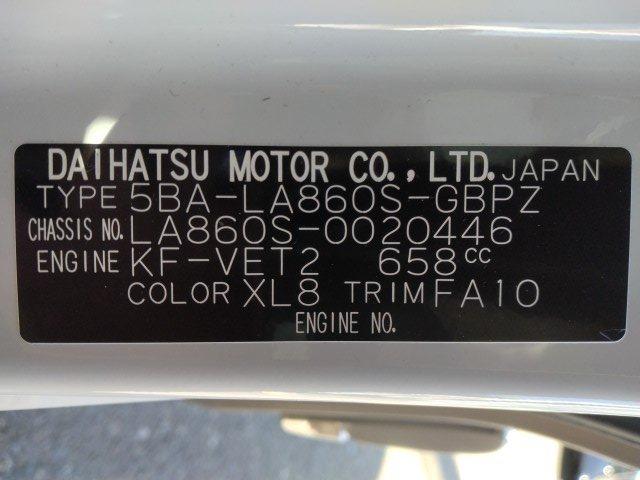 DAIHATSU MOTOR CO., LTD. JAPAN
TYPE 5BA-LA860S-GBPZ
CHASSIS NO. LA860S-0020446
ENGINE KF-VET2 658cc
COLOR XL8 TRIM FA10
ENGINE NO.